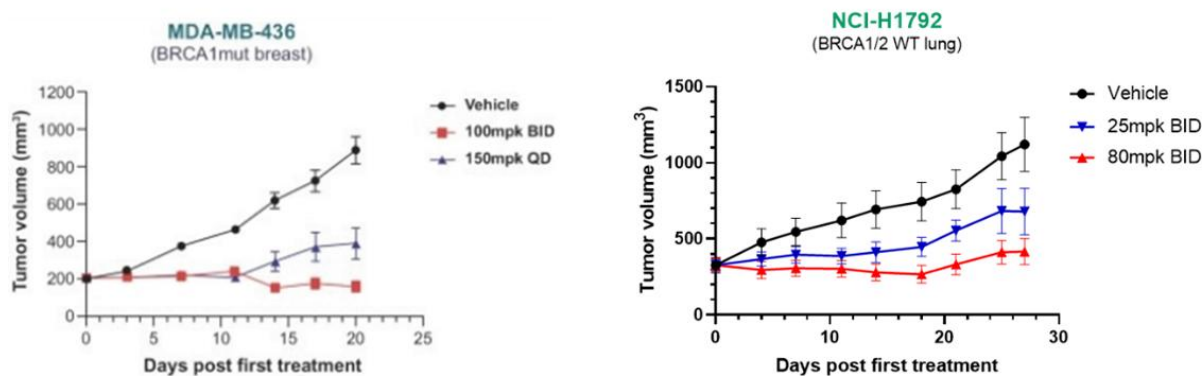 MDA-MB-436
(BRCA1mut breast)
Tumor volume (mm³)
1200
1000
800
600
400
200
0
0 5 10 15 20 25
Days post first treatment
Vehicle
100mpk BID
150mpk QD
NCI-H1792
(BRCA1/2 WT lung)
Tumor volume (mm³)
1500
1000
500
0
0 10 20 30
Days post first treatment
Vehicle
25mpk BID
80mpk BID